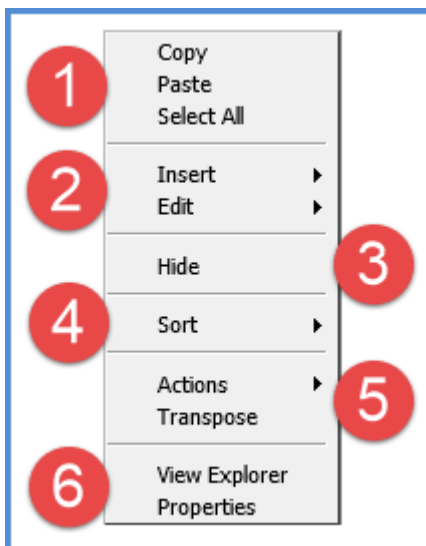 1
Copy
Paste
Select All
2
Insert
Edit
Hide
3
4
Sort
Actions
5
Transpose
6
View Explorer
Properties